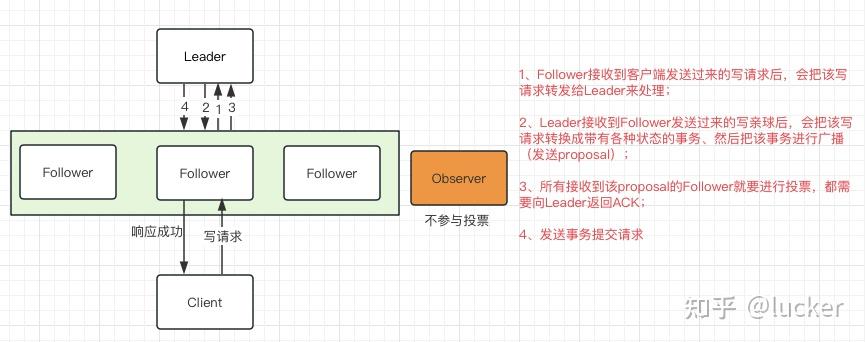 Leader
4 2 1 3
Follower
Follower
Follower
Observer
不参与投票
响应成功
写请求
Client
1、Follower接收到客户端发送过来的写请求后，会把该写
请求转发给Leader来处理；
2、Leader接收到Follower发送过来的写亲球后，会把该写
请求转换成带有各种状态的事务、然后把该事务进行广播
（发送proposal）；
3、所有接收到该proposal的Follower就要进行投票，都需
要向Leader返回ACK；
4、发送事务提交请求
知乎 @lucker